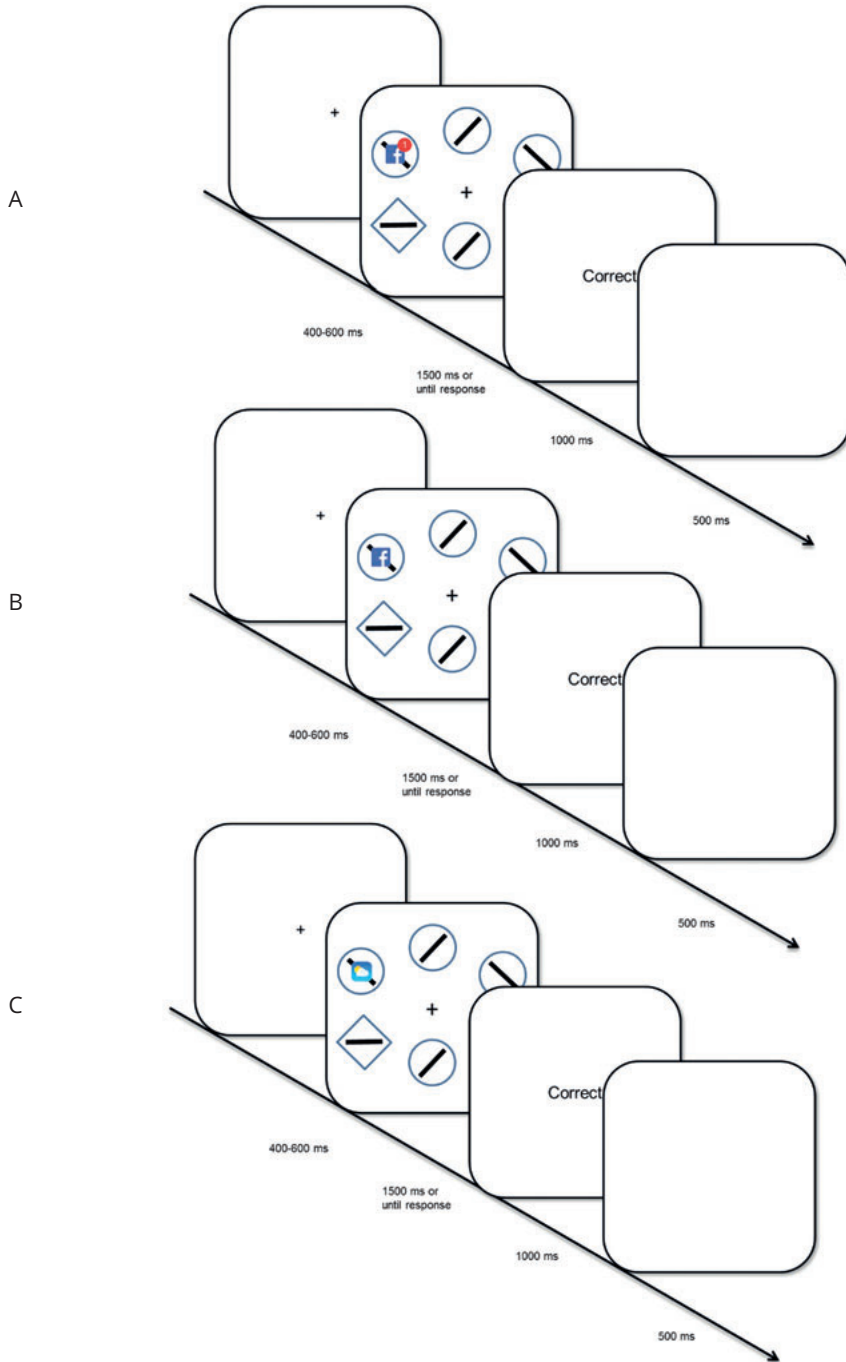 A
+
1
f
+
Correct
400-600 ms
1500 ms or
until response
1000 ms
500 ms
B
+
f
+
Correct
400-600 ms
1500 ms or
until response
1000 ms
500 ms
C
+
+
Correct
400-600 ms
1500 ms or
until response
1000 ms
500 ms